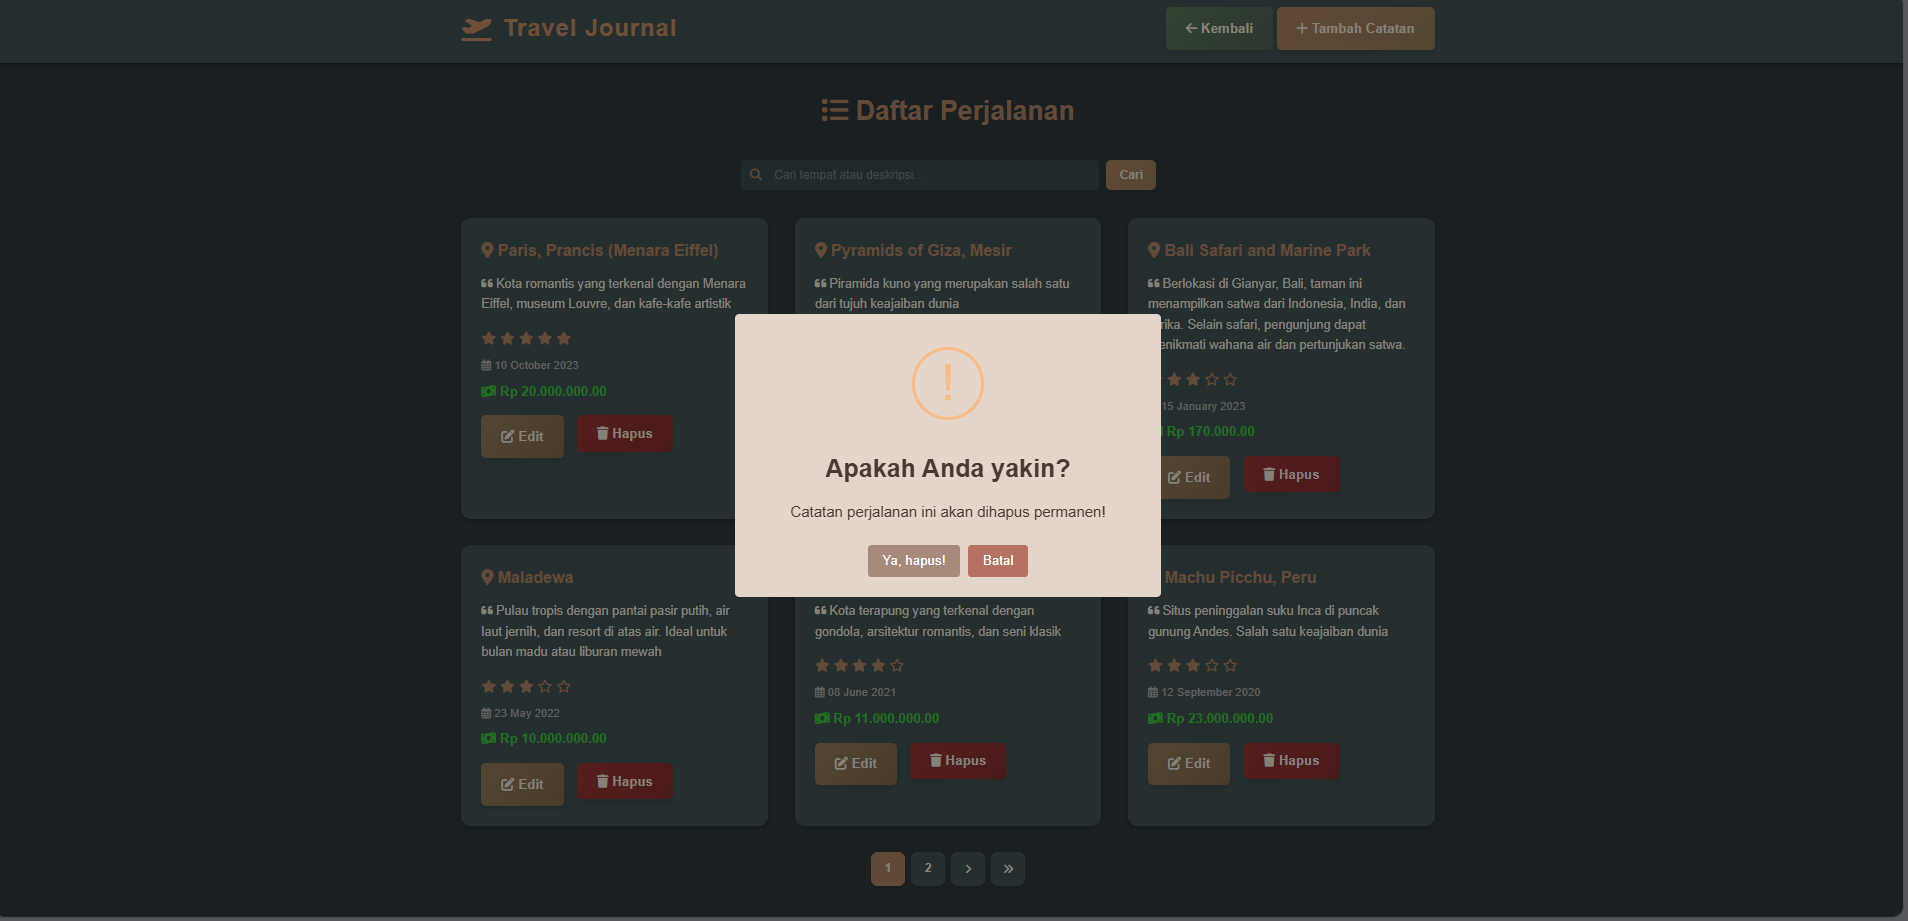 Travel Journal
Kembali
Tambah Catatan
Daftar Perjalanan
Cari tempat atau deskripsi...
Cari
Paris, Prancis (Menara Eiffel)
Kota romantis yang terkenal dengan Menara
Eiffel, museum Louvre, dan kafe-kafe artistik
10 October 2023
Rp 20.000.000.00
Edit
Hapus
Pyramids of Giza, Mesir
Piramida kuno yang merupakan salah satu
dari tujuh keajaiban dunia
Bali Safari and Marine Park
Berlokasi di Gianyar, Bali, taman ini
menampilkan satwa dari Indonesia, India, dan
rika. Selain safari, pengunjung dapat
enikmati wahana air dan pertunjukan satwa.
15 January 2023
Rp 170.000.00
Edit
Hapus
!
Apakah Anda yakin?
Catatan perjalanan ini akan dihapus permanen!
Ya, hapus!
Batal
Maladewa
Pulau tropis dengan pantai pasir putih, air
laut jernih, dan resort di atas air. Ideal untuk
bulan madu atau liburan mewah
23 May 2022
Rp 10.000.000.00
Edit
Hapus
Kota terapung yang terkenal dengan
gondola, arsitektur romantis, dan seni klasik
08 June 2021
Rp 11.000.000.00
Edit
Hapus
Machu Picchu, Peru
Situs peninggalan suku Inca di puncak
gunung Andes. Salah satu keajaiban dunia
12 September 2020
Rp 23.000.000.00
Edit
Hapus
1
2
>
»